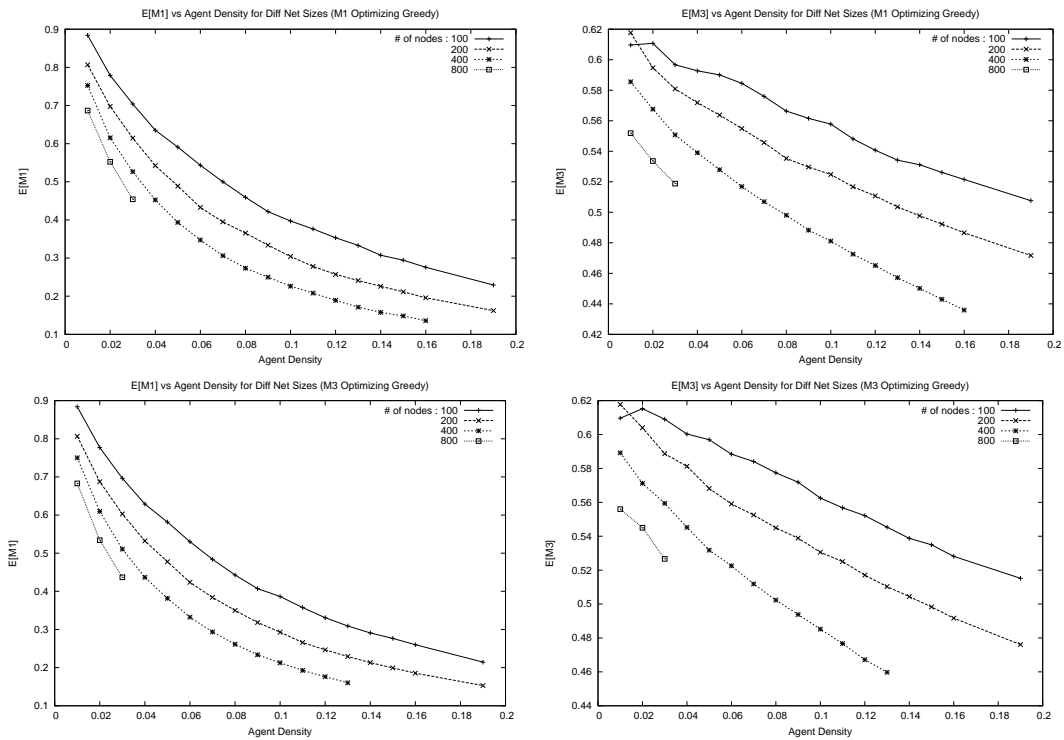 E[M1] vs Agent Density for Diff Net Sizes (M1 Optimizing Greedy)
# of nodes : 100
200
400
800
0.9
0.8
0.7
0.6
0.5
0.4
0.3
0.2
0.1
E[M1]
0 0.02 0.04 0.06 0.08 0.1 0.12 0.14 0.16 0.18 0.2
Agent Density
E[M3] vs Agent Density for Diff Net Sizes (M1 Optimizing Greedy)
# of nodes : 100
200
400
800
0.62
0.6
0.58
0.56
0.54
0.52
0.5
0.48
0.46
0.44
0.42
E[M3]
0 0.02 0.04 0.06 0.08 0.1 0.12 0.14 0.16 0.18 0.2
Agent Density
E[M1] vs Agent Density for Diff Net Sizes (M3 Optimizing Greedy)
# of nodes : 100
200
400
800
0.9
0.8
0.7
0.6
0.5
0.4
0.3
0.2
0.1
E[M1]
0 0.02 0.04 0.06 0.08 0.1 0.12 0.14 0.16 0.18 0.2
Agent Density
E[M3] vs Agent Density for Diff Net Sizes (M3 Optimizing Greedy)
# of nodes : 100
200
400
800
0.62
0.6
0.58
0.56
0.54
0.52
0.5
0.48
0.46
0.44
E[M3]
0 0.02 0.04 0.06 0.08 0.1 0.12 0.14 0.16 0.18 0.2
Agent Density